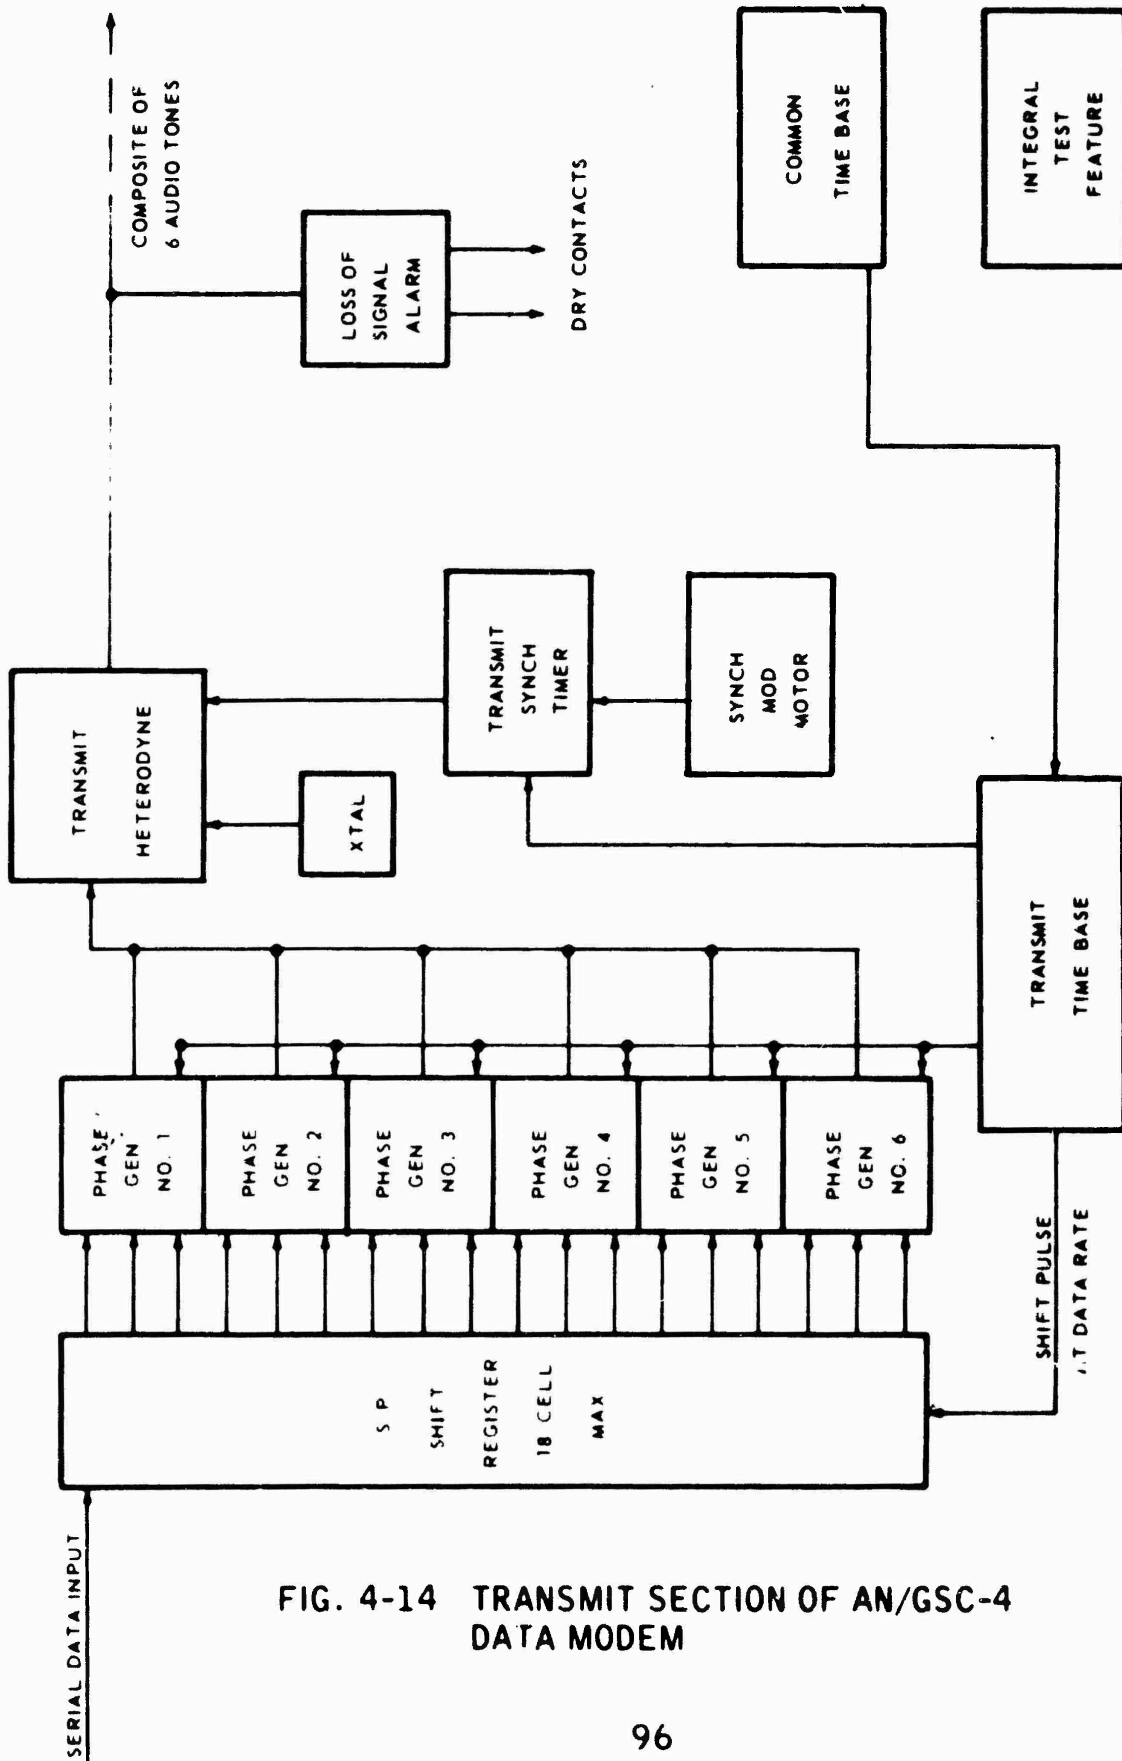 SERIAL DATA INPUT
S P
SHIFT
REGISTER
18 CELL
MAX
SHIFT PULSE
AT DATA RATE
PHASE
GEN
NO. 1
PHASE
GEN
NO. 2
PHASE
GEN
NO. 3
PHASE
GEN
NO. 4
PHASE
GEN
NO. 5
PHASE
GEN
NO. 6
TRANSMIT
HETERODYNE
XTAL
TRANSMIT
SYNCH
TIMER
SYNCH
MOD
MOTOR
TRANSMIT
TIME BASE
COMPOSITE OF
6 AUDIO TONES
LOSS OF
SIGNAL
ALARM
DRY CONTACTS
COMMON
TIME BASE
INTEGRAL
TEST
FEATURE
FIG. 4-14 TRANSMIT SECTION OF AN/GSC-4
DATA MODEM
96